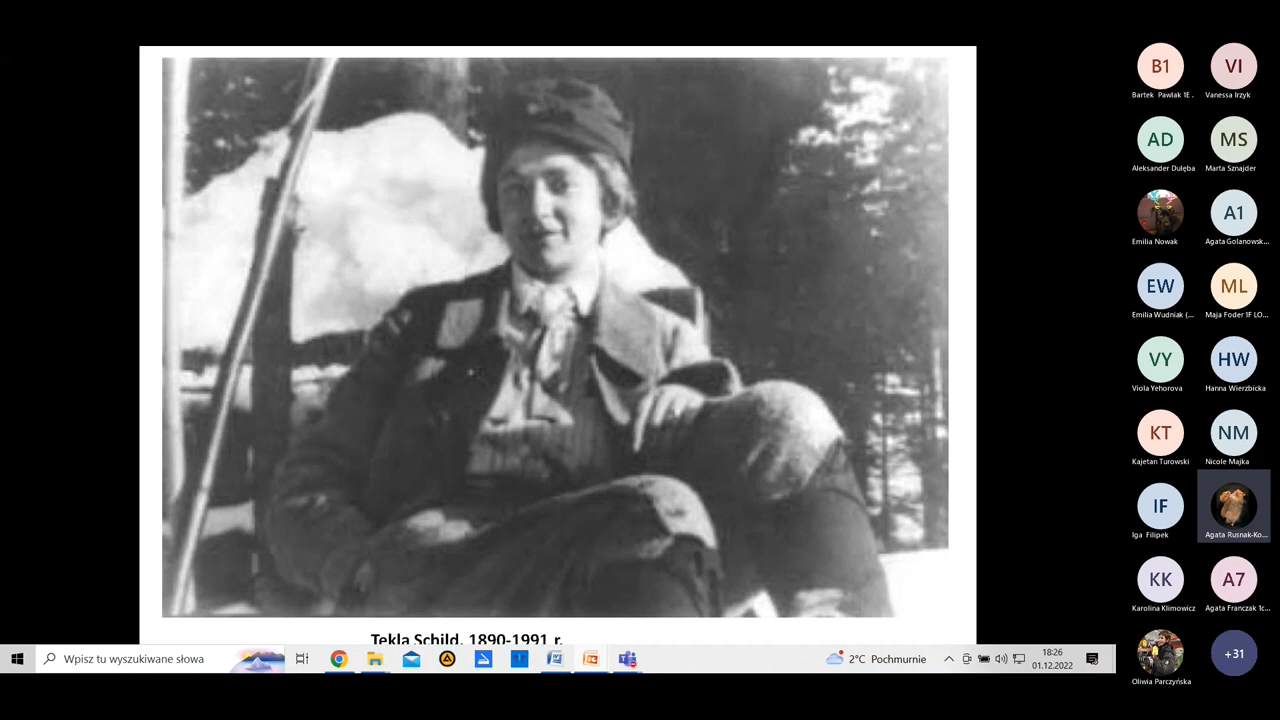 B1
VI
Bartek Pawlak 1E .
Vanessa Irzyk
AD
MS
Aleksander Dulęba
Marta Sznajder
A1
Emilia Nowak
Agata Golanowsk...
EW
ML
Emilia Wudniak (...
Maja Foder 1F LO...
VY
HW
Viola Yehorova
Hanna Wierzbicka
KT
NM
Kajetan Turowski
Nicole Majka
IF
Iga Filipek
Agata Rusnak-Ko...
KK
A7
Karolina Klimowicz
Agata Franczak 1c...
+31
Oliwia Parczyńska
Tekla Schild, 1890-1991 r.
Wpisz tu wyszukiwane słowa
2°C Pochmurnie
18:26
01.12.2022